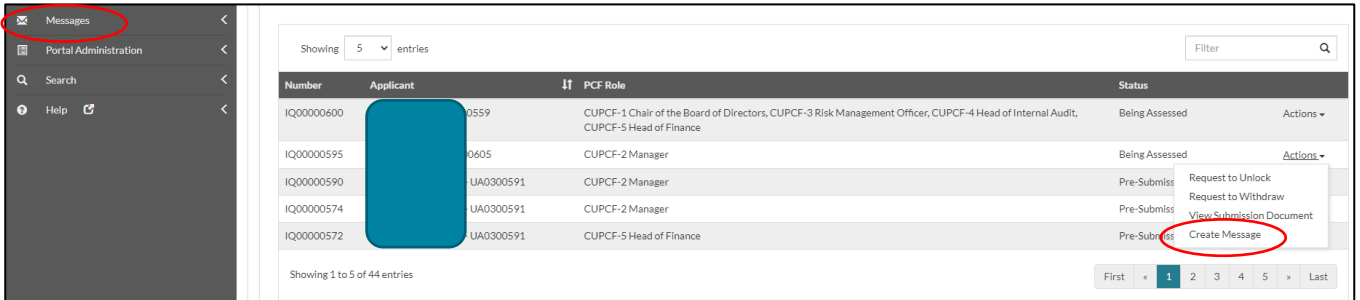 Messages
Portal Administration
Search
Help
Showing 5 entries
Filter
Number Applicant PCF Role Status
IQ00000600 0559 CUPCF-1 Chair of the Board of Directors, CUPCF-3 Risk Management Officer, CUPCF-4 Head of Internal Audit, Being Assessed Actions
CUPCF-5 Head of Finance
IQ00000595 0605 CUPCF-2 Manager Being Assessed Actions
IQ00000590 UA0300591 CUPCF-2 Manager Pre-Submiss
IQ00000574 UA0300591 CUPCF-2 Manager Pre-Submiss
IQ00000572 UA0300591 CUPCF-5 Head of Finance Pre-Submiss
Request to Unlock
Request to Withdraw
View Submission Document
Create Message
Showing 1 to 5 of 44 entries
First « 1 2 3 4 5 » Last